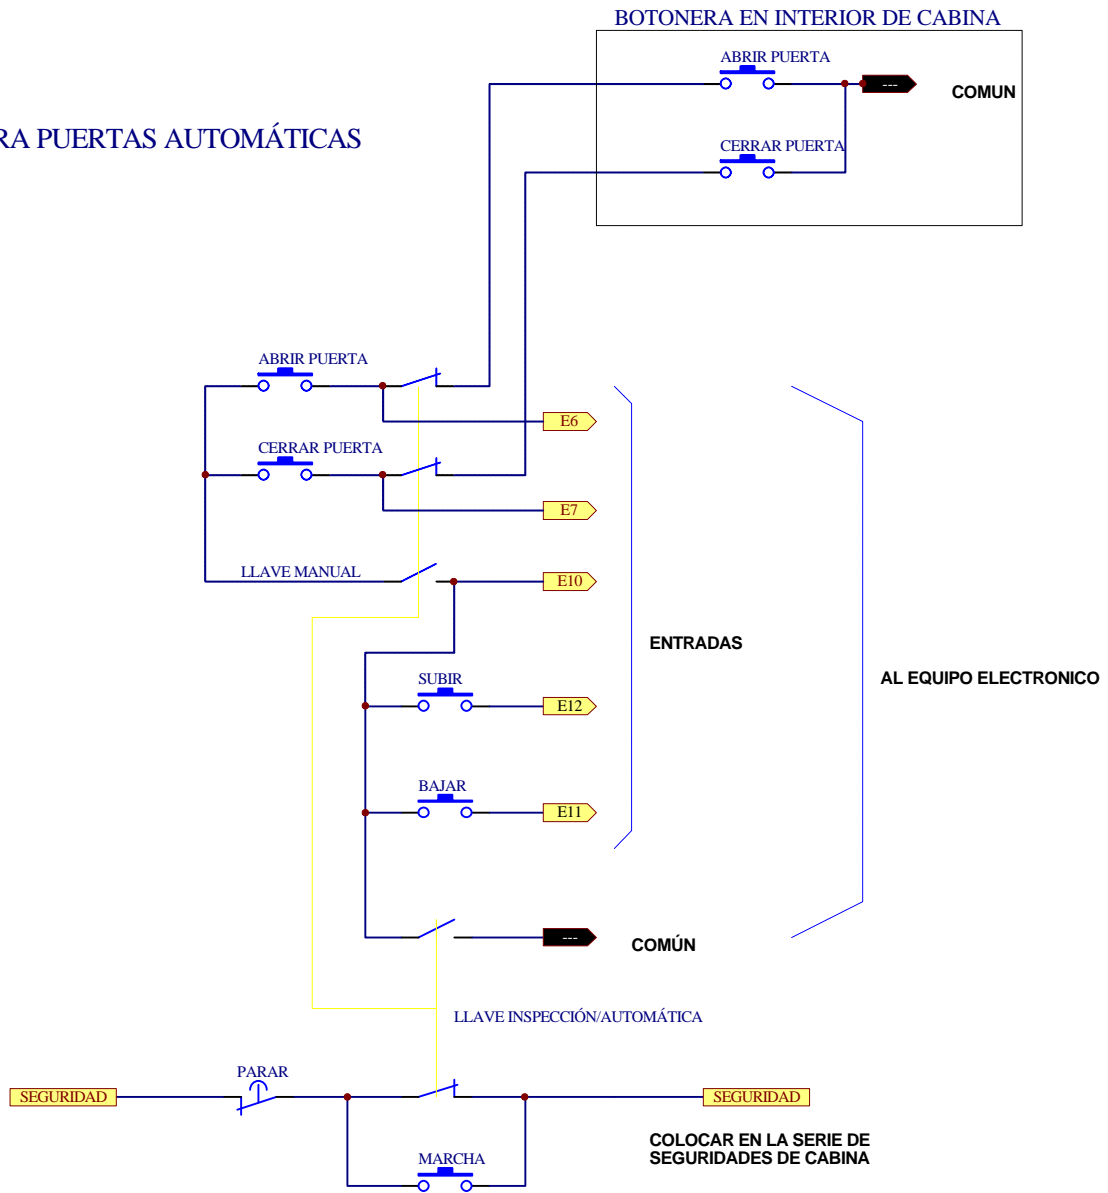 BOTONERA EN INTERIOR DE CABINA
ABRIR PUERTA
---
COMUN
RA PUERTAS AUTOMÁTICAS
CERRAR PUERTA
ABRIR PUERTA
E6
CERRAR PUERTA
E7
LLAVE MANUAL
E10
ENTRADAS
AL EQUIPO ELECTRONICO
SUBIR
E12
BAJAR
E11
---
COMÚN
LLAVE INSPECCIÓN/AUTOMÁTICA
PARAR
SEGURIDAD
SEGURIDAD
COLOCAR EN LA SERIE DE
SEGURIDADES DE CABINA
MARCHA